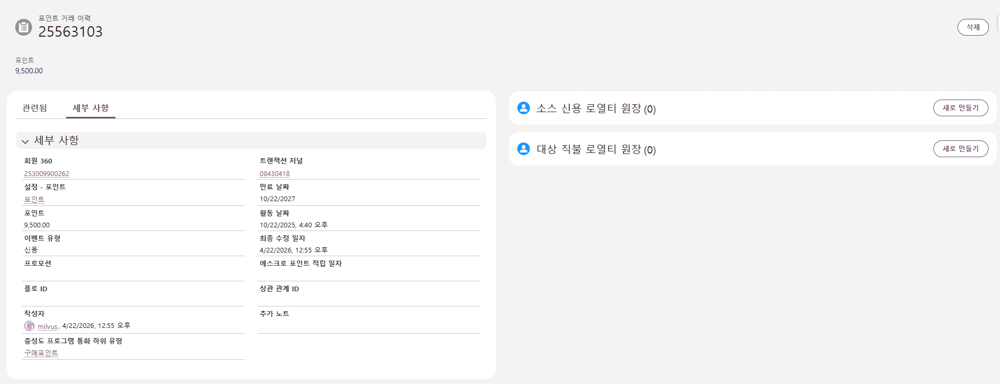 포인트 거래 이력
25563103
삭제
포인트
9,500.00
관련됨
세부 사항
세부 사항
회원 360
253009900262
트랜잭션 저널
08430418
설정 - 포인트
포인트
만료 날짜
10/22/2027
포인트
9,500.00
활동 날짜
10/22/2025, 4:40 오후
이벤트 유형
신용
최종 수정 일자
4/22/2026, 12:55 오후
프로모션
에스크로 포인트 적립 일자
플로 ID
상관 관계 ID
작성자
milvus, 4/22/2026, 12:55 오후
추가 노트
충성도 프로그램 통화 하위 유형
구매포인트
소스 신용 로열티 원장 (0)
새로 만들기
대상 직불 로열티 원장 (0)
새로 만들기